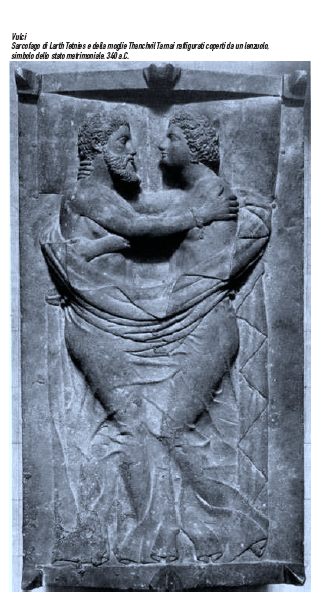 Vulci
Sarcofago di Larth Tetnies e della moglie Thanchvil Tarnai raffigurati coperti da un lenzuolo,
simbolo dello stato matrimoniale. 340 a.C.